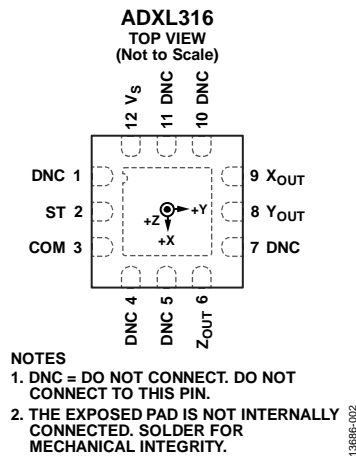 ADXL316
TOP VIEW
(Not to Scale)
12 VS
11 DNC
10 DNC
DNC 1
ST 2
COM 3
9 XOUT
8 YOUT
7 DNC
+Z
+Y
+X
DNC 4
DNC 5
ZOUT 6
NOTES
1. DNC = DO NOT CONNECT. DO NOT
CONNECT TO THIS PIN.
2. THE EXPOSED PAD IS NOT INTERNALLY
CONNECTED. SOLDER FOR
MECHANICAL INTEGRITY.
13686-002